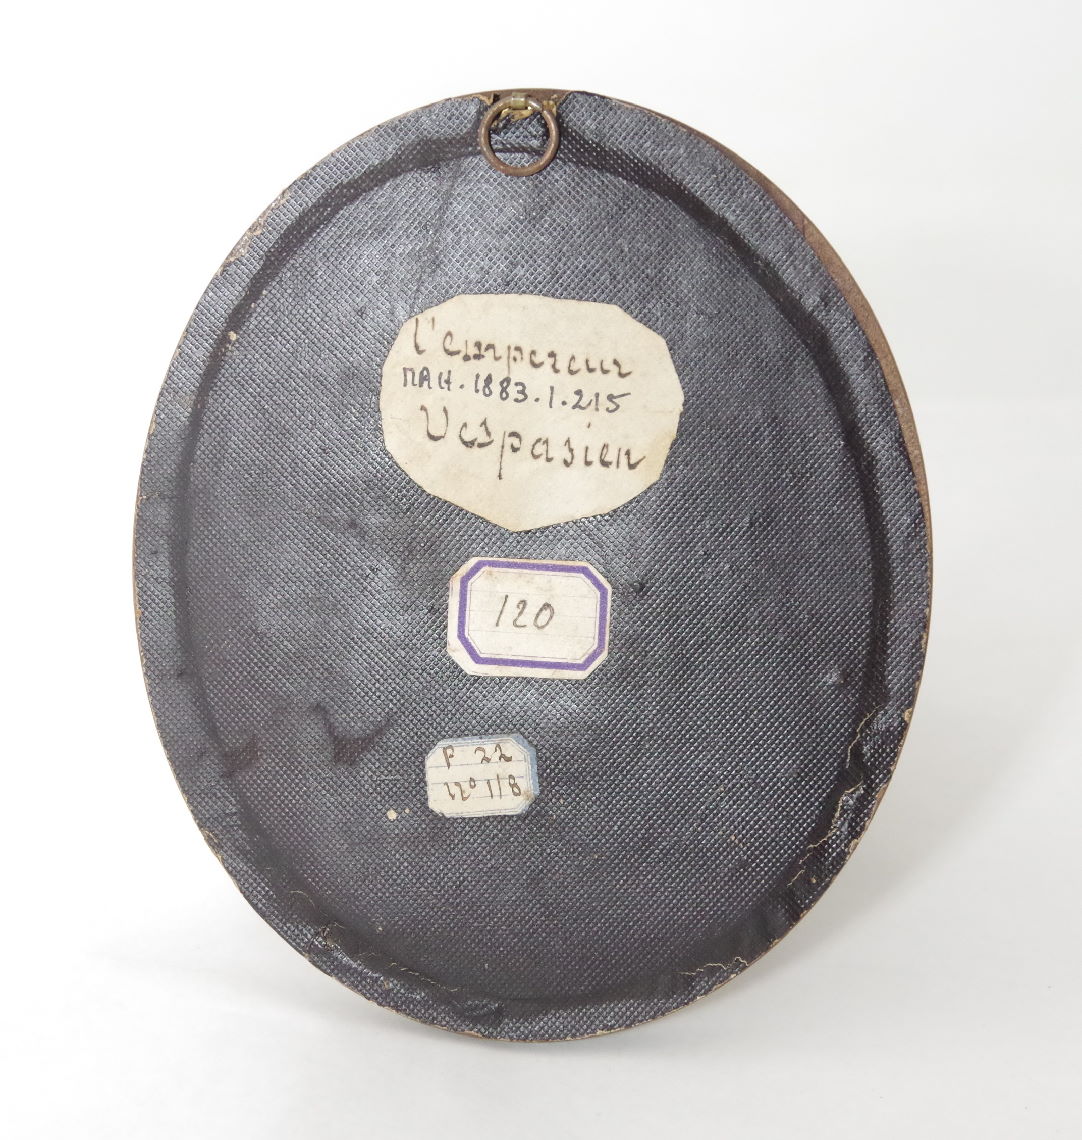 l'empereur
MAH. 1883.1.215
Vespasien
120
P 22
n° 118